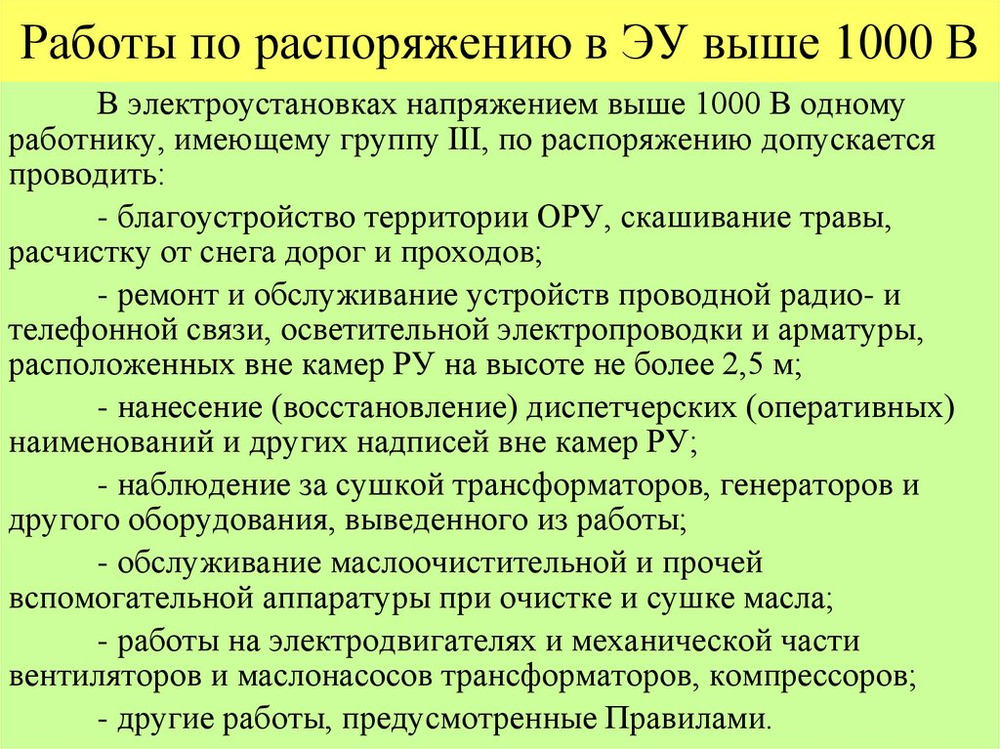 Работы по распоряжению в ЭУ выше 1000 В
В электроустановках напряжением выше 1000 В одному
работнику, имеющему группу III, по распоряжению допускается
проводить:
- благоустройство территории ОРУ, скашивание травы,
расчистку от снега дорог и проходов;
- ремонт и обслуживание устройств проводной радио- и
телефонной связи, осветительной электропроводки и арматуры,
расположенных вне камер РУ на высоте не более 2,5 м;
- нанесение (восстановление) диспетчерских (оперативных)
наименований и других надписей вне камер РУ;
- наблюдение за сушкой трансформаторов, генераторов и
другого оборудования, выведенного из работы;
- обслуживание маслоочистительной и прочей
вспомогательной аппаратуры при очистке и сушке масла;
- работы на электродвигателях и механической части
вентиляторов и маслонасосов трансформаторов, компрессоров;
- другие работы, предусмотренные Правилами.